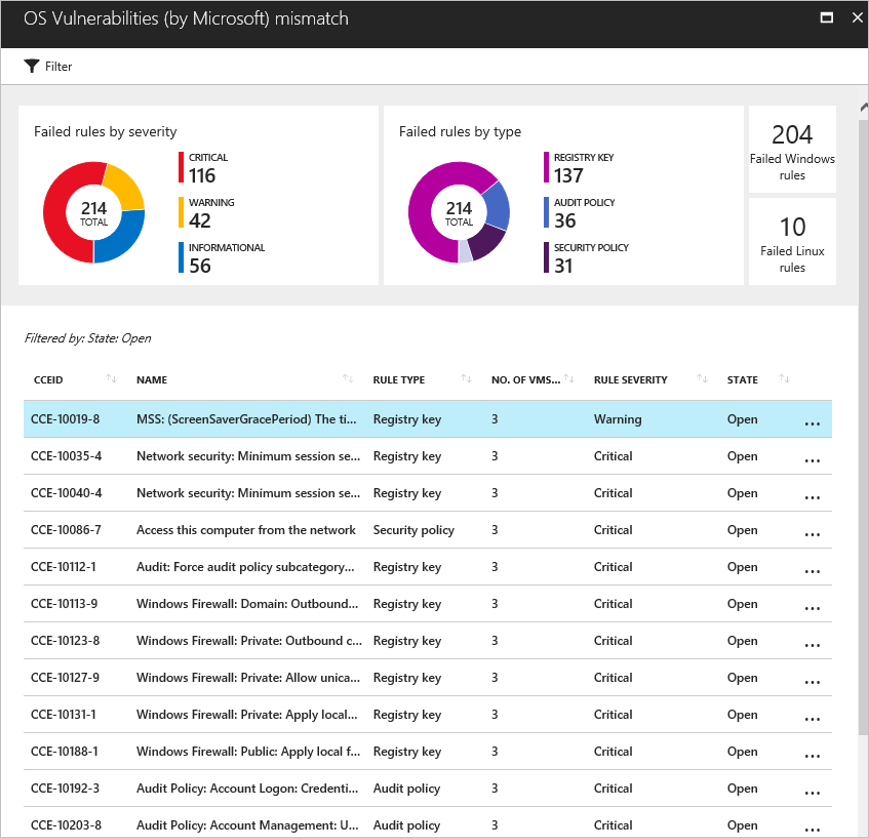 OS Vulnerabilities (by Microsoft) mismatch
Filter
Failed rules by severity
214
TOTAL
CRITICAL
116
WARNING
42
INFORMATIONAL
56
Failed rules by type
214
TOTAL
REGISTRY KEY
137
AUDIT POLICY
36
SECURITY POLICY
31
204
Failed Windows
rules
10
Failed Linux
rules
Filtered by: State: Open
CCEID NAME RULE TYPE NO. OF VMS... RULE SEVERITY STATE
CCE-10019-8 MSS: (ScreenSaverGracePeriod) The ti... Registry key 3 Warning Open ...
CCE-10035-4 Network security: Minimum session se... Registry key 3 Critical Open ...
CCE-10040-4 Network security: Minimum session se... Registry key 3 Critical Open ...
CCE-10086-7 Access this computer from the network Security policy 3 Critical Open ...
CCE-10112-1 Audit: Force audit policy subcategory... Registry key 3 Critical Open ...
CCE-10113-9 Windows Firewall: Domain: Outbound... Registry key 3 Critical Open ...
CCE-10123-8 Windows Firewall: Private: Outbound c... Registry key 3 Critical Open ...
CCE-10127-9 Windows Firewall: Private: Allow unica... Registry key 3 Critical Open ...
CCE-10131-1 Windows Firewall: Private: Apply local... Registry key 3 Critical Open ...
CCE-10188-1 Windows Firewall: Public: Apply local f... Registry key 3 Critical Open ...
CCE-10192-3 Audit Policy: Account Logon: Credenti... Audit policy 3 Critical Open ...
CCE-10203-8 Audit Policy: Account Management: U... Audit policy 3 Critical Open ...